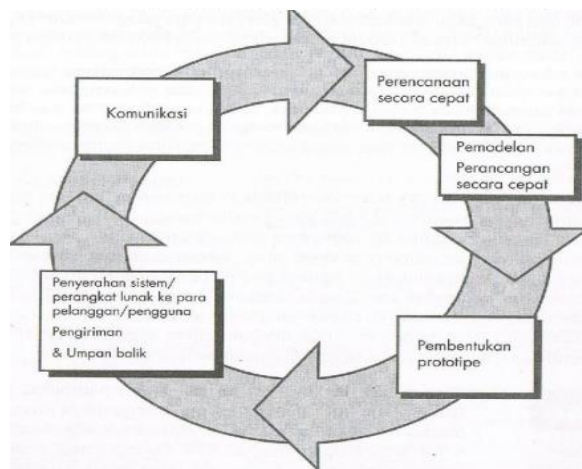 Komunikasi
Perencanaan
secara cepat
Pemodelan
Perancangan
secara cepat
Pembentukan
prototipe
Penyerahan sistem/
perangkat lunak ke para
pelanggan/pengguna
Pengiriman
& Umpan balik